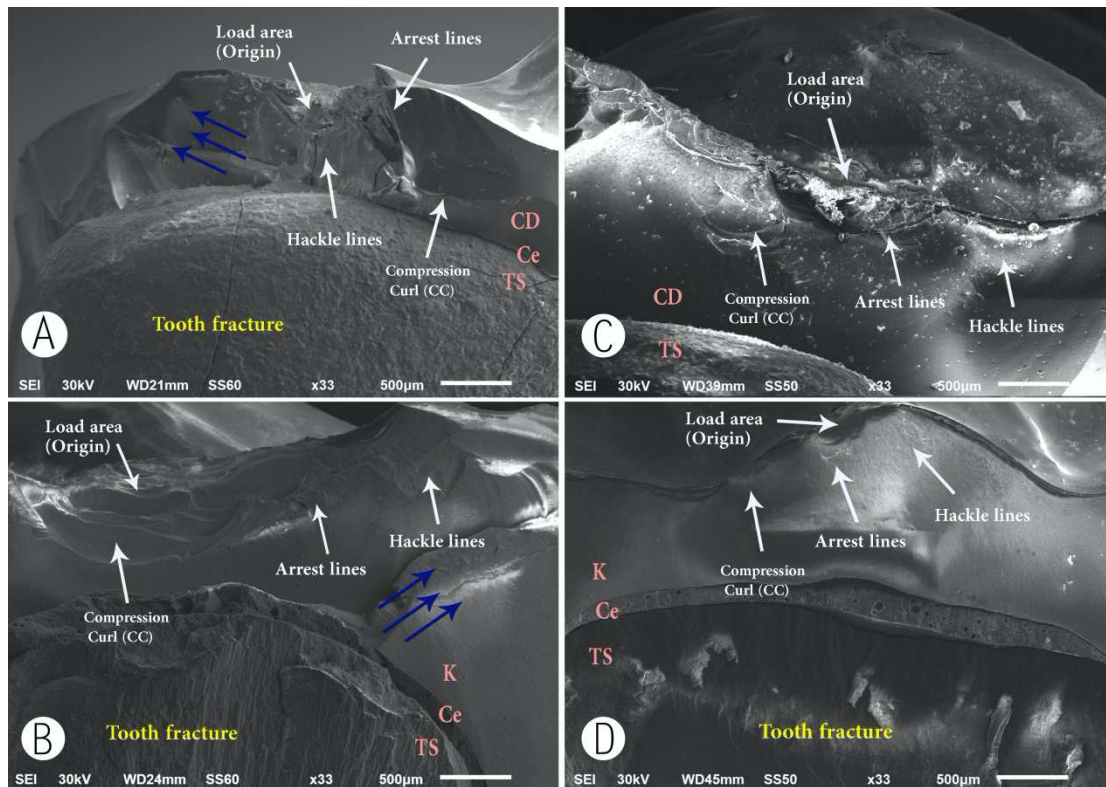 Load area
(Origin)
Arrest lines
Hackle lines
Compression
Curl (CC)
CD
Ce
TS
Tooth fracture
A
SEI 30kV WD21mm SS60 x33 500µm
Load area
(Origin)
Compression
Curl (CC)
Arrest lines
Hackle lines
CD
TS
C
SEI 30kV WD39mm SS50 x33 500µm
Load area
(Origin)
Arrest lines
Hackle lines
Compression
Curl (CC)
K
Ce
TS
Tooth fracture
B
SEI 30kV WD24mm SS60 x33 500µm
Load area
(Origin)
Hackle lines
Arrest lines
Compression
Curl (CC)
K
Ce
TS
Tooth fracture
D
SEI 30kV WD45mm SS50 x33 500µm